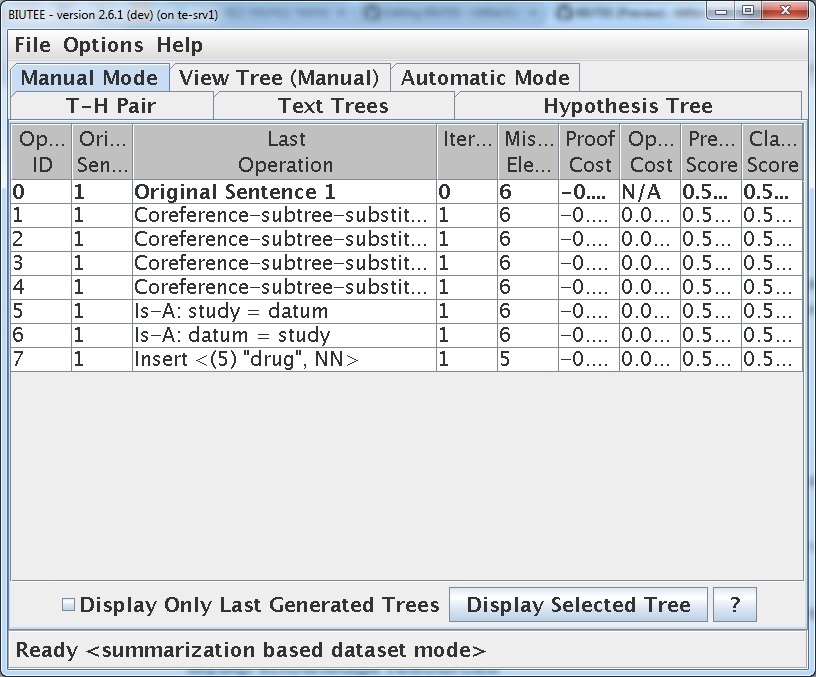 BIUTEE - version 2.6.1 (dev) (on te-srv1)
File Options Help
Manual Mode View Tree (Manual) Automatic Mode
T-H Pair Text Trees Hypothesis Tree
Op... Ori... Last Iter... Mis... Proof Op... Pre... Cla...
ID Sen... Operation Ele... Cost Cost Score Score
0 1 Original Sentence 1 0 6 -0.... N/A 0.5... 0.5...
1 1 Coreference-subtree-substit... 1 6 -0.... 0.0... 0.5... 0.5...
2 1 Coreference-subtree-substit... 1 6 -0.... 0.0... 0.5... 0.5...
3 1 Coreference-subtree-substit... 1 6 -0.... 0.0... 0.5... 0.5...
4 1 Coreference-subtree-substit... 1 6 -0.... 0.0... 0.5... 0.5...
5 1 Is-A: study = datum 1 6 -0.... 0.0... 0.5... 0.5...
6 1 Is-A: datum = study 1 6 -0.... 0.0... 0.5... 0.5...
7 1 Insert <(5) "drug", NN> 1 5 -0.... 0.0... 0.5... 0.5...
Display Only Last Generated Trees Display Selected Tree ?
Ready <summarization based dataset mode>